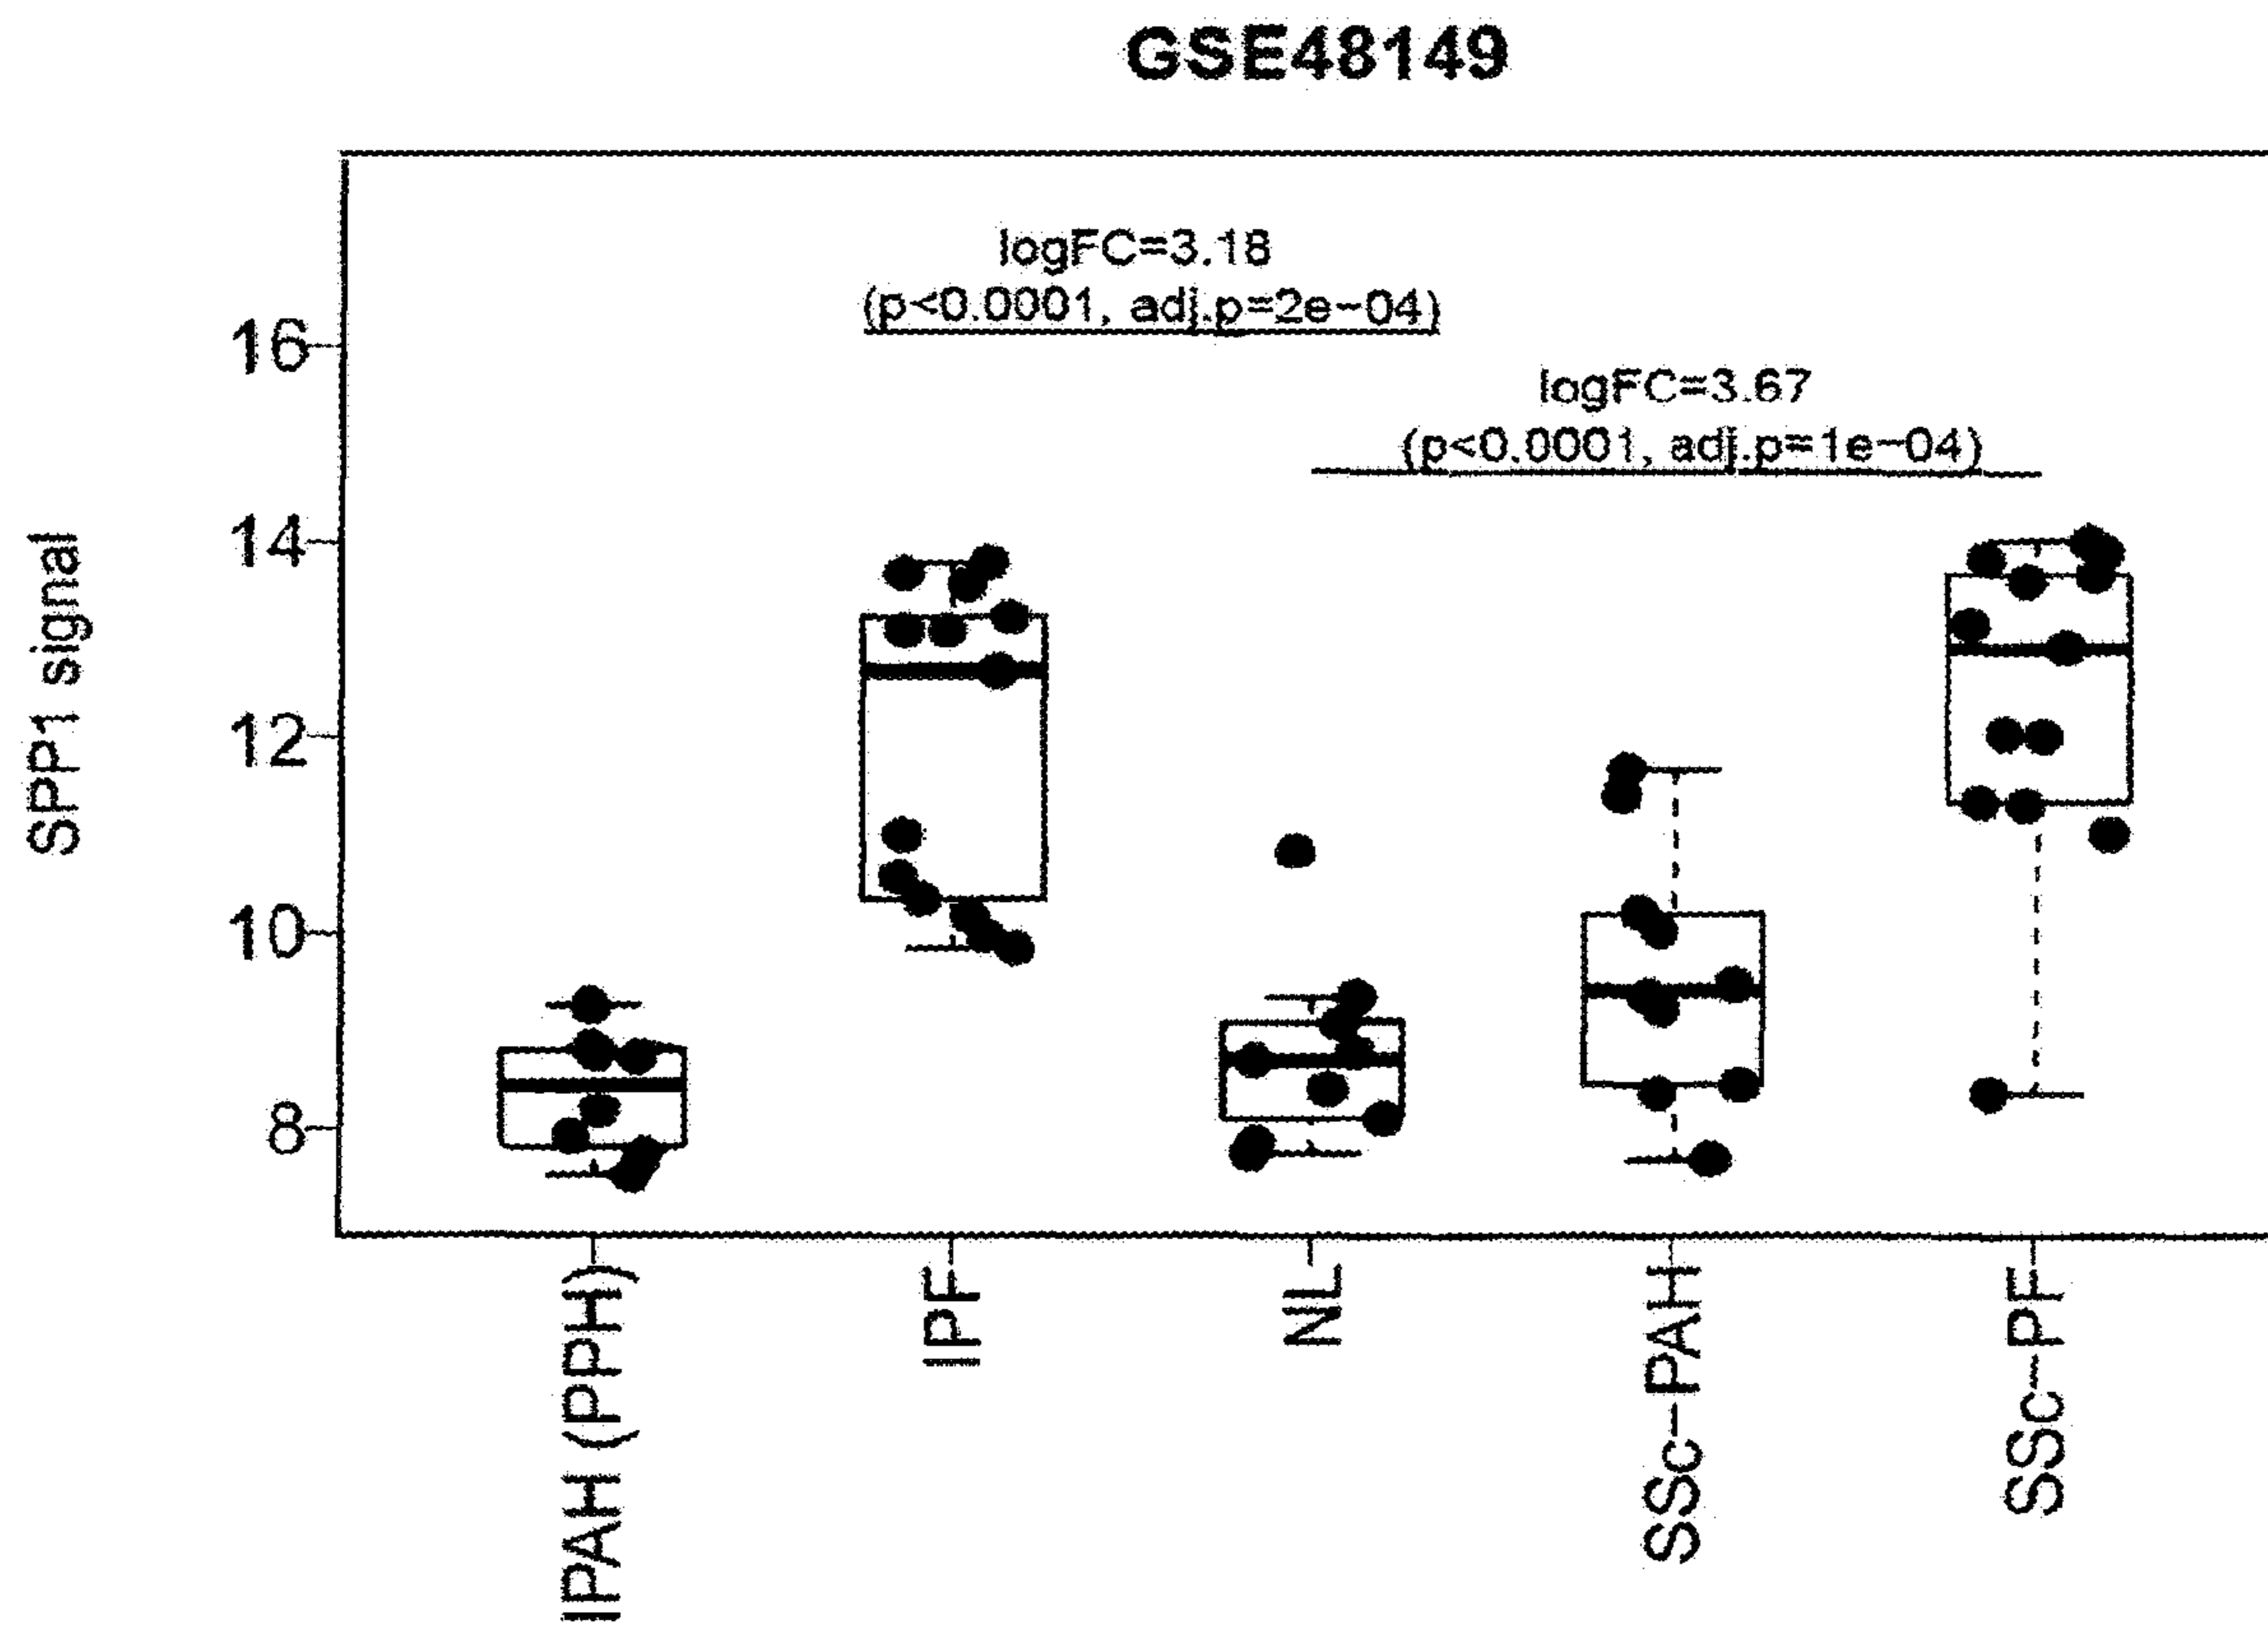 GSE48149
logFC=3.18
(p<0.0001, adj.p=2e-04)
logFC=3.67
(p<0.0001, adj.p=1e-04)
SPP1 signal
16
14
12
10
8
IPAH (PPH)
IPF
NL
SSc-PAH
SSc-PF